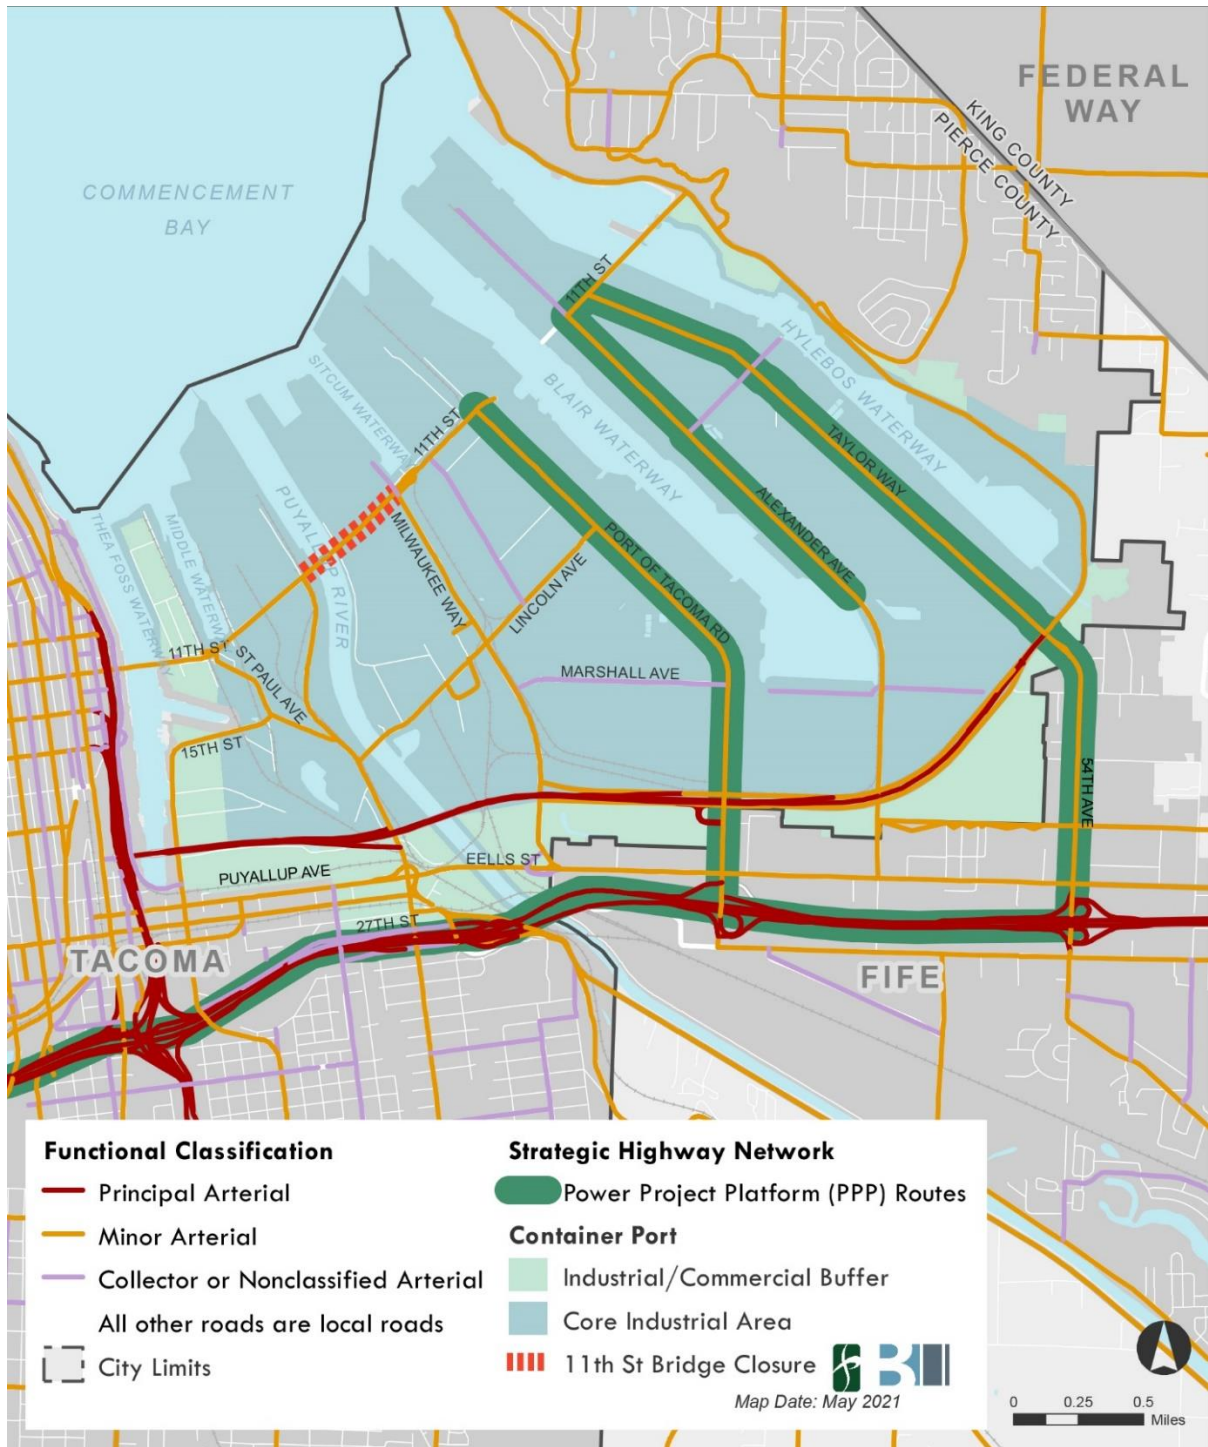 FEDERAL
WAY
KING COUNTY
PIERCE COUNTY
COMMENCEMENT
BAY
11TH ST
HYLEBOS WATERWAY
SITCUM WATERWAY
BLAIR WATERWAY
11TH ST
TAYLOR WAY
PUYALLUP RIVER
ALEXANDER AVE
THEA FOSS WATERWAY
MIDDLE WATERWAY
MILWAUKEE WAY
PORT OF TACOMA RD
LINCOLN AVE
11TH ST
ST PAUL AVE
MARSHALL AVE
15TH ST
54TH AVE
EELLS ST
PUYALLUP AVE
27TH ST
TACOMA
FIFE
Functional Classification
Principal Arterial
Minor Arterial
Collector or Nonclassified Arterial
All other roads are local roads
City Limits
Strategic Highway Network
Power Project Platform (PPP) Routes
Container Port
Industrial/Commercial Buffer
Core Industrial Area
11th St Bridge Closure
Map Date: May 2021
0 0.25 0.5
Miles